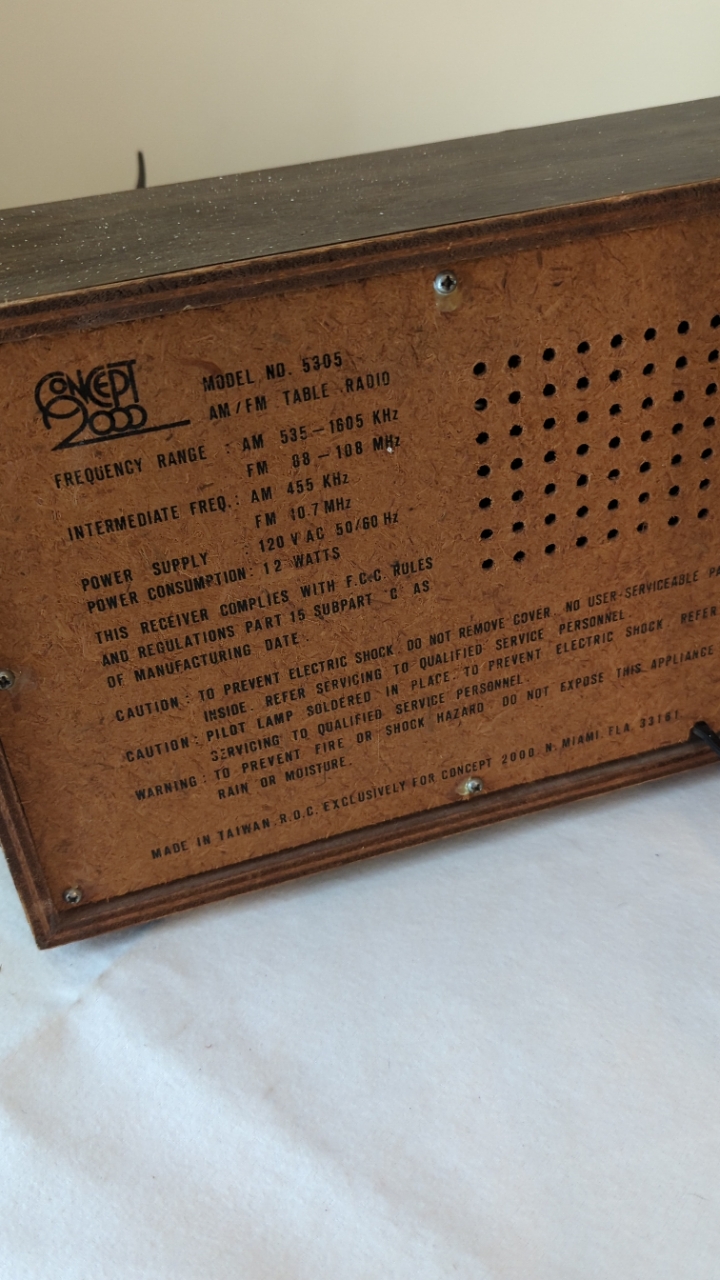 CONCEPT
2000
MODEL NO. 5305
AM/FM TABLE RADIO
FREQUENCY RANGE : AM 535–1605 KHz
FM 88–108 MHz
INTERMEDIATE FREQ.: AM 455 KHz
FM 10.7 MHz
POWER SUPPLY : 120 V AC 50/60 Hz
POWER CONSUMPTION: 12 WATTS
THIS RECEIVER COMPLIES WITH F.C.C. RULES
AND REGULATIONS PART 15 SUBPART "C" AS
OF MANUFACTURING DATE.
CAUTION: TO PREVENT ELECTRIC SHOCK, DO NOT REMOVE COVER. NO USER-SERVICEABLE
INSIDE. REFER SERVICING TO QUALIFIED SERVICE PERSONNEL.
CAUTION: PILOT LAMP SOLDERED IN PLACE. TO PREVENT ELECTRIC SHOCK, REFER
SERVICING TO QUALIFIED SERVICE PERSONNEL.
WARNING: TO PREVENT FIRE OR SHOCK HAZARD DO NOT EXPOSE THIS APPLIANCE
RAIN OR MOISTURE.
MADE IN TAIWAN.R.O.C. EXCLUSIVELY FOR CONCEPT 2000 N. MIAMI, FLA. 33161